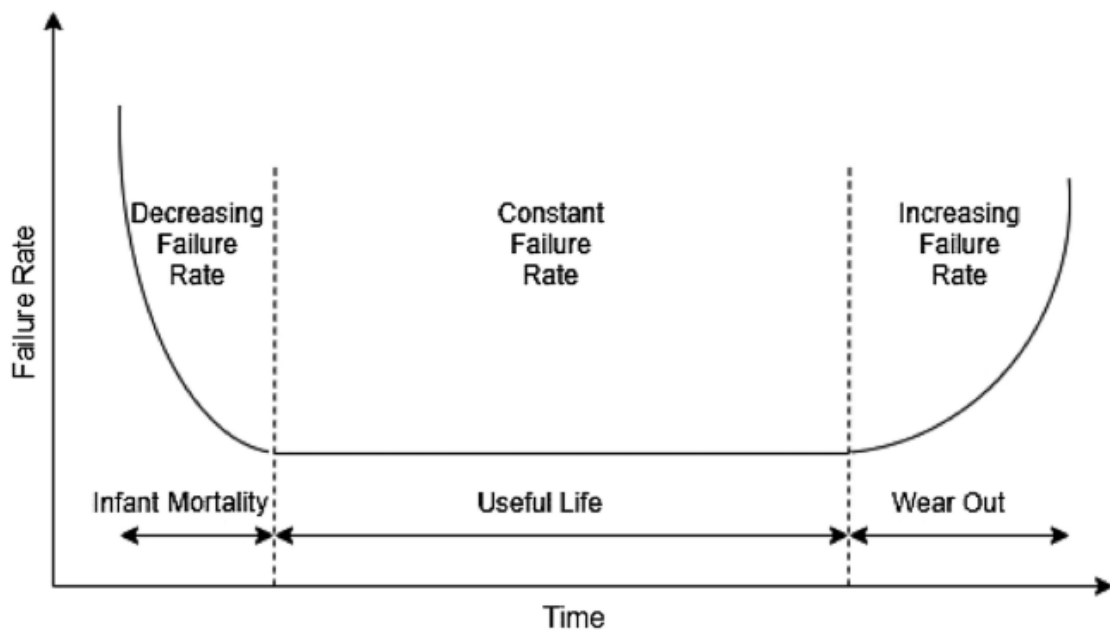 Failure Rate
Decreasing
Failure
Rate
Constant
Failure
Rate
Increasing
Failure
Rate
Infant Mortality
Useful Life
Wear Out
Time